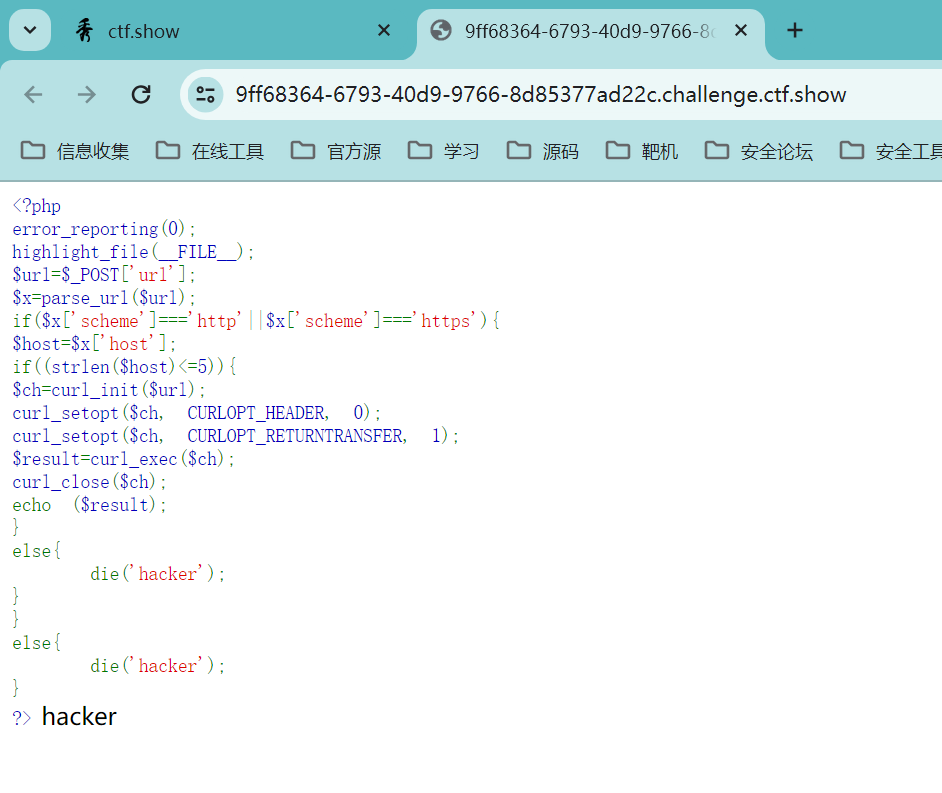 秀 ctf.show
9ff68364-6793-40d9-9766-8
9ff68364-6793-40d9-9766-8d85377ad22c.challenge.ctf.show
信息收集 在线工具 官方源 学习 源码 靶机 安全论坛 安全工具
<?php
error_reporting(0);
highlight_file(__FILE__);
$url=$_POST['url'];
$x=parse_url($url);
if($x['scheme']==='http'||$x['scheme']==='https'){
$host=$x['host'];
if((strlen($host)<=5)){
$ch=curl_init($url);
curl_setopt($ch, CURLOPT_HEADER, 0);
curl_setopt($ch, CURLOPT_RETURNTRANSFER, 1);
$result=curl_exec($ch);
curl_close($ch);
echo ($result);
}
else{
die('hacker');
}
}
else{
die('hacker');
}
?> hacker